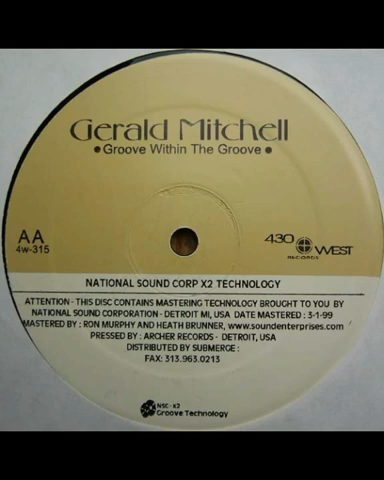 Gerald Mitchell
• Groove Within The Groove •
AA
4w-315
430 WEST
RECORDS
NATIONAL SOUND CORP X2 TECHNOLOGY
ATTENTION - THIS DISC CONTAINS MASTERING TECHNOLOGY BROUGHT TO YOU BY
NATIONAL SOUND CORPORATION - DETROIT MI, USA DATE MASTERED : 3-1-99
MASTERED BY : RON MURPHY AND HEATH BRUNNER, www.soundenterprises.com
PRESSED BY : ARCHER RECORDS - DETROIT, USA
DISTRIBUTED BY SUBMERGE :
FAX: 313.963.0213
NSC - X2
Groove Technology